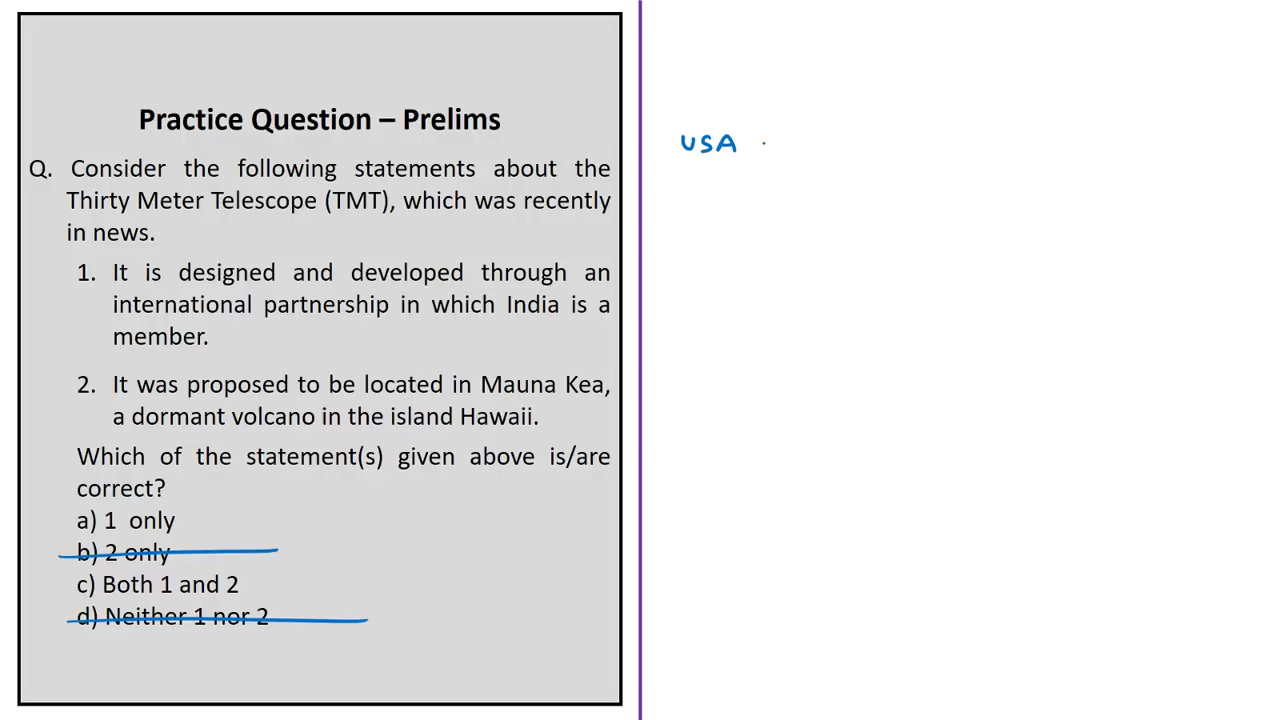 Practice Question – Prelims
Q. Consider the following statements about the
Thirty Meter Telescope (TMT), which was recently
in news.
1. It is designed and developed through an
international partnership in which India is a
member.
2. It was proposed to be located in Mauna Kea,
a dormant volcano in the island Hawaii.
Which of the statement(s) given above is/are
correct?
a) 1 only
b) 2 only
c) Both 1 and 2
d) Neither 1 nor 2
USA